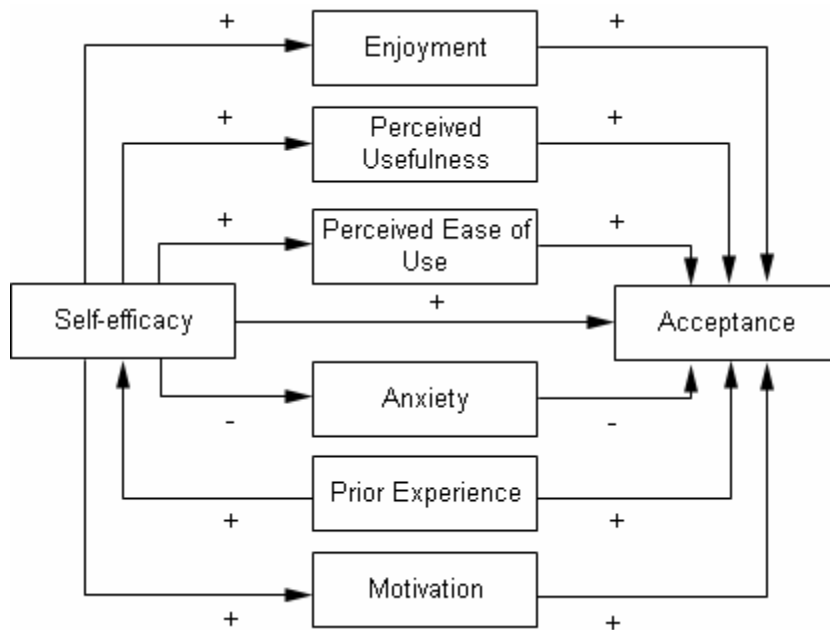 +
+
Enjoyment
+
+
Perceived
Usefulness
+
+
Perceived Ease of
Use
+
Self-efficacy
Acceptance
Anxiety
-
-
Prior Experience
+
+
Motivation
+
+